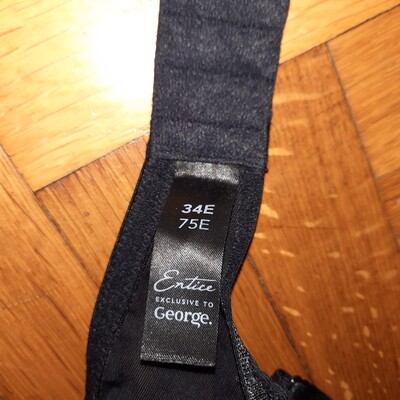 34E
75E
Entice
EXCLUSIVE TO
George.